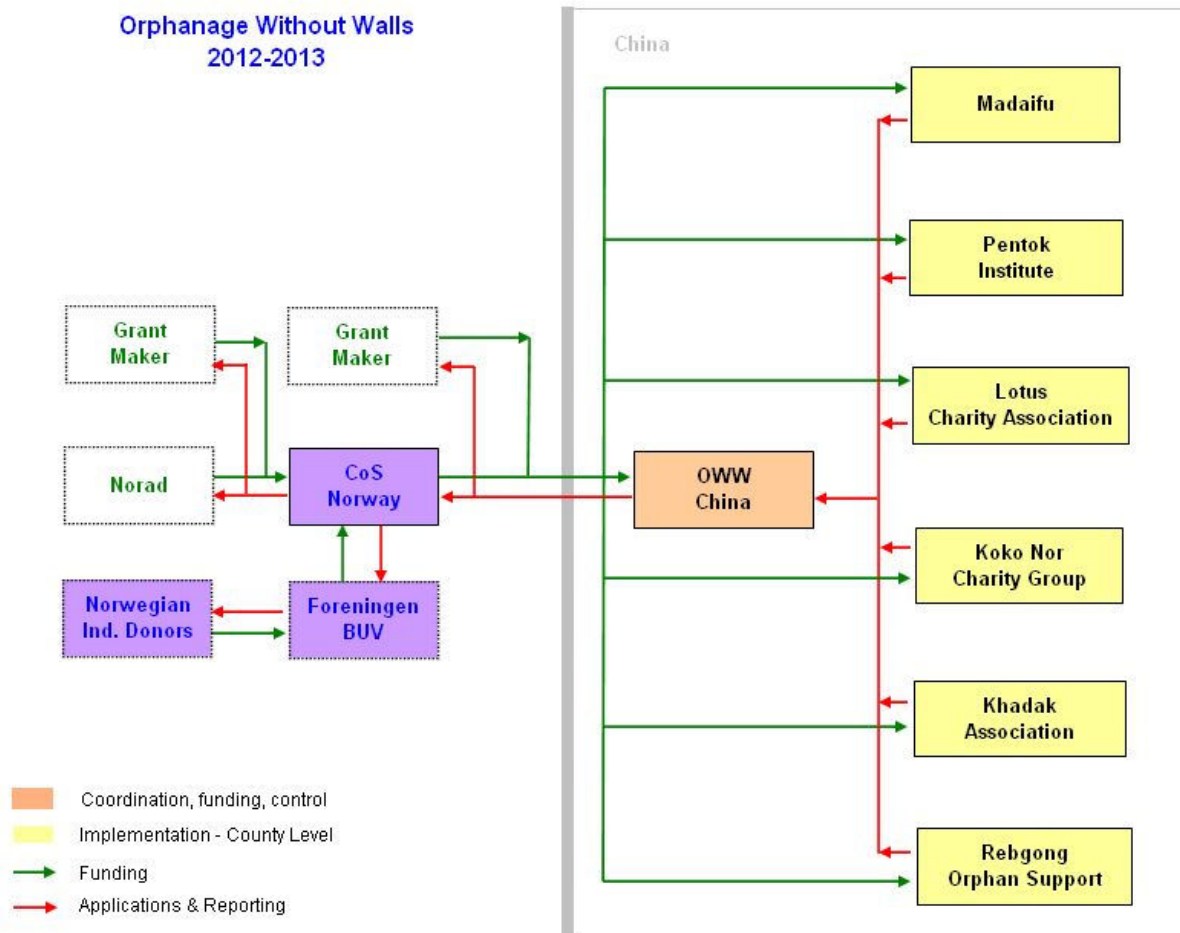 Orphanage Without Walls
2012-2013
China
Madaifu
Pentok
Institute
Grant
Maker
Grant
Maker
Lotus
Charity Association
Norad
CoS
Norway
OWW
China
Koko Nor
Charity Group
Norwegian
Ind. Donors
Foreningen
BUV
Khadak
Association
Rebgong
Orphan Support
Coordination, funding, control
Implementation - County Level
Funding
Applications & Reporting